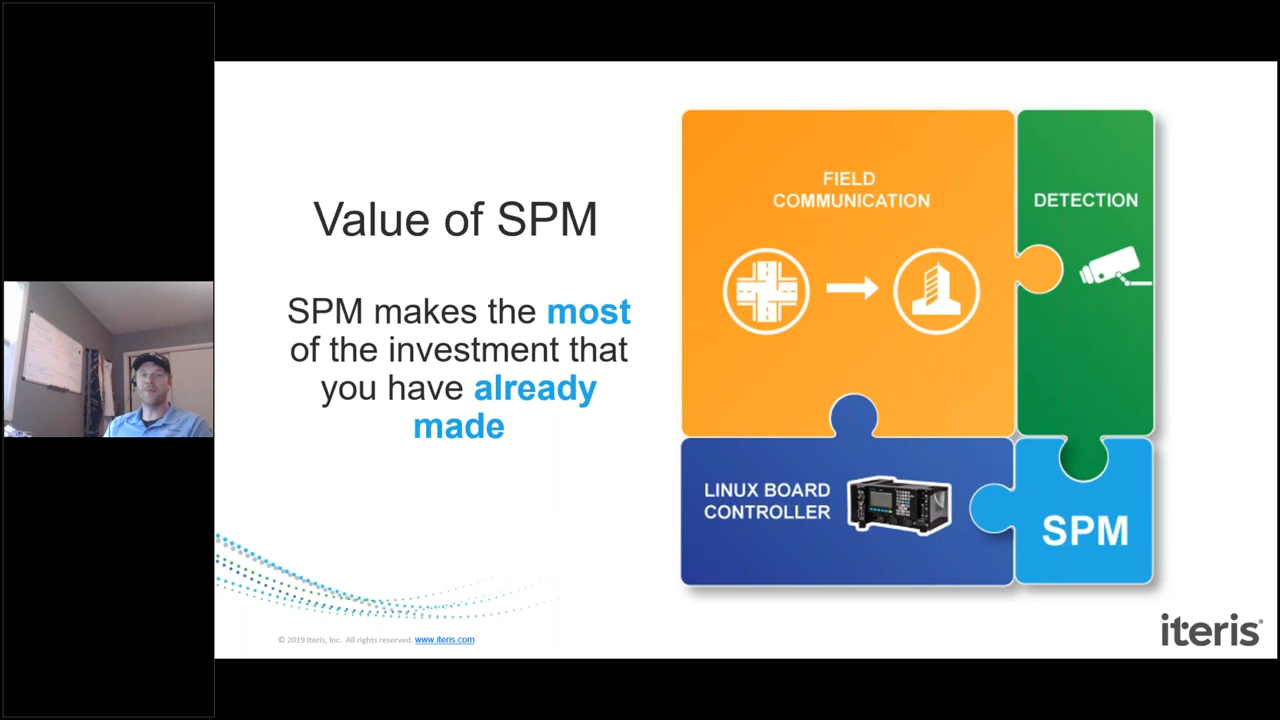 Value of SPM
SPM makes the most
of the investment that
you have already
made
FIELD
COMMUNICATION
DETECTION
LINUX BOARD
CONTROLLER
SPM
© 2019 Iteris, Inc. All rights reserved. www.iteris.com
iteris